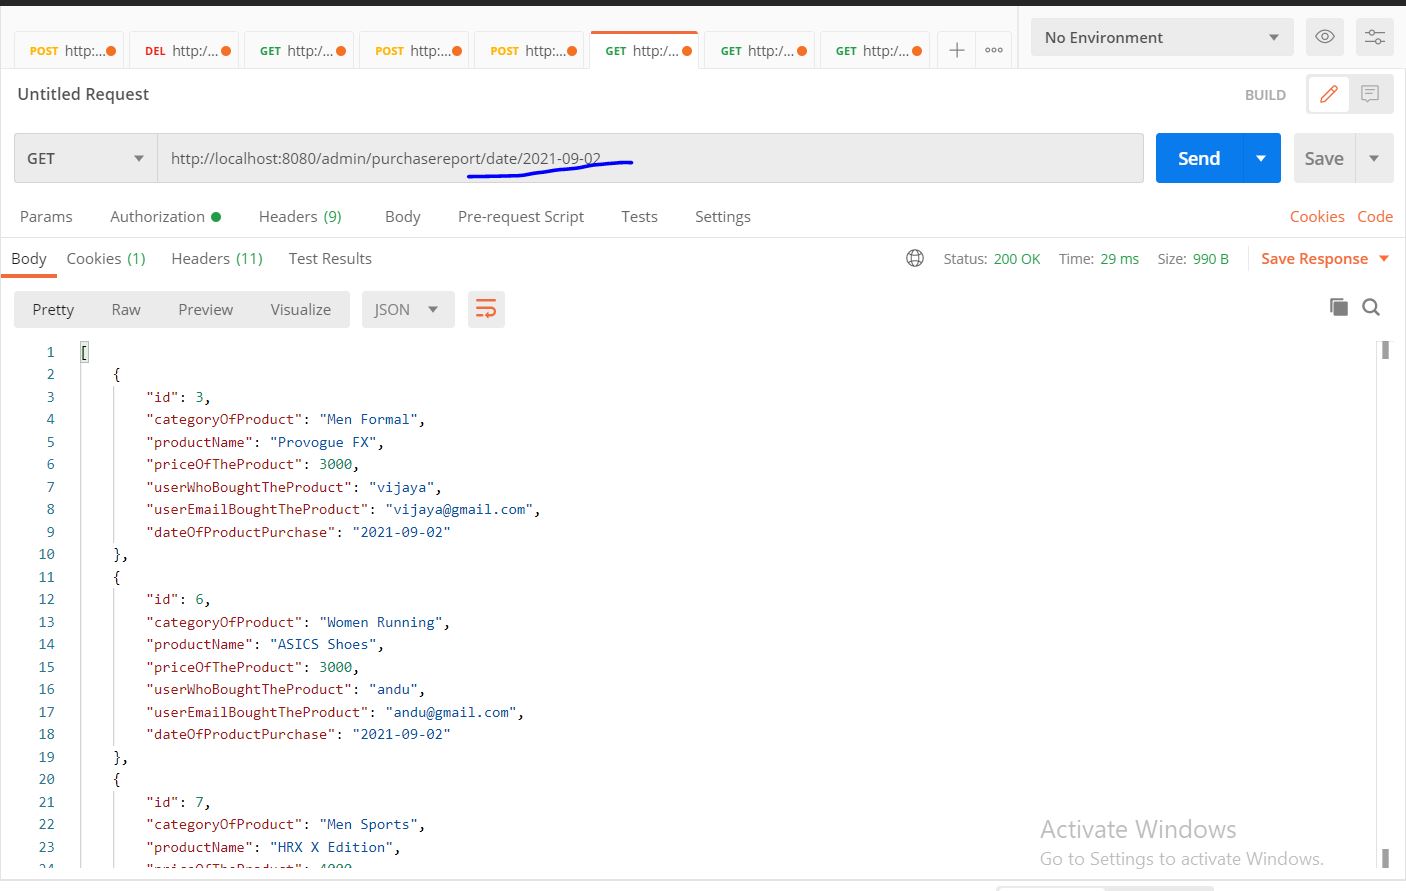 POST http:... DEL http:/... GET http:/... POST http:... POST http:... GET http:/... GET http:/... GET http:/... No Environment
Untitled Request BUILD
GET http://localhost:8080/admin/purchasereport/date/2021-09-02 Send Save
Params Authorization Headers (9) Body Pre-request Script Tests Settings Cookies Code
Body Cookies (1) Headers (11) Test Results Status: 200 OK Time: 29 ms Size: 990 B Save Response
Pretty Raw Preview Visualize JSON
1 [
2 {
3 "id": 3,
4 "categoryOfProduct": "Men Formal",
5 "productName": "Provogue FX",
6 "priceOfTheProduct": 3000,
7 "userWhoBoughtTheProduct": "vijaya",
8 "userEmailBoughtTheProduct": "vijaya@gmail.com",
9 "dateOfProductPurchase": "2021-09-02"
10 },
11 {
12 "id": 6,
13 "categoryOfProduct": "Women Running",
14 "productName": "ASICS Shoes",
15 "priceOfTheProduct": 3000,
16 "userWhoBoughtTheProduct": "andu",
17 "userEmailBoughtTheProduct": "andu@gmail.com",
18 "dateOfProductPurchase": "2021-09-02"
19 },
20 {
21 "id": 7,
22 "categoryOfProduct": "Men Sports",
23 "productName": "HRX X Edition",
24 "priceOfTheProduct": 4000
Activate Windows
Go to Settings to activate Windows.